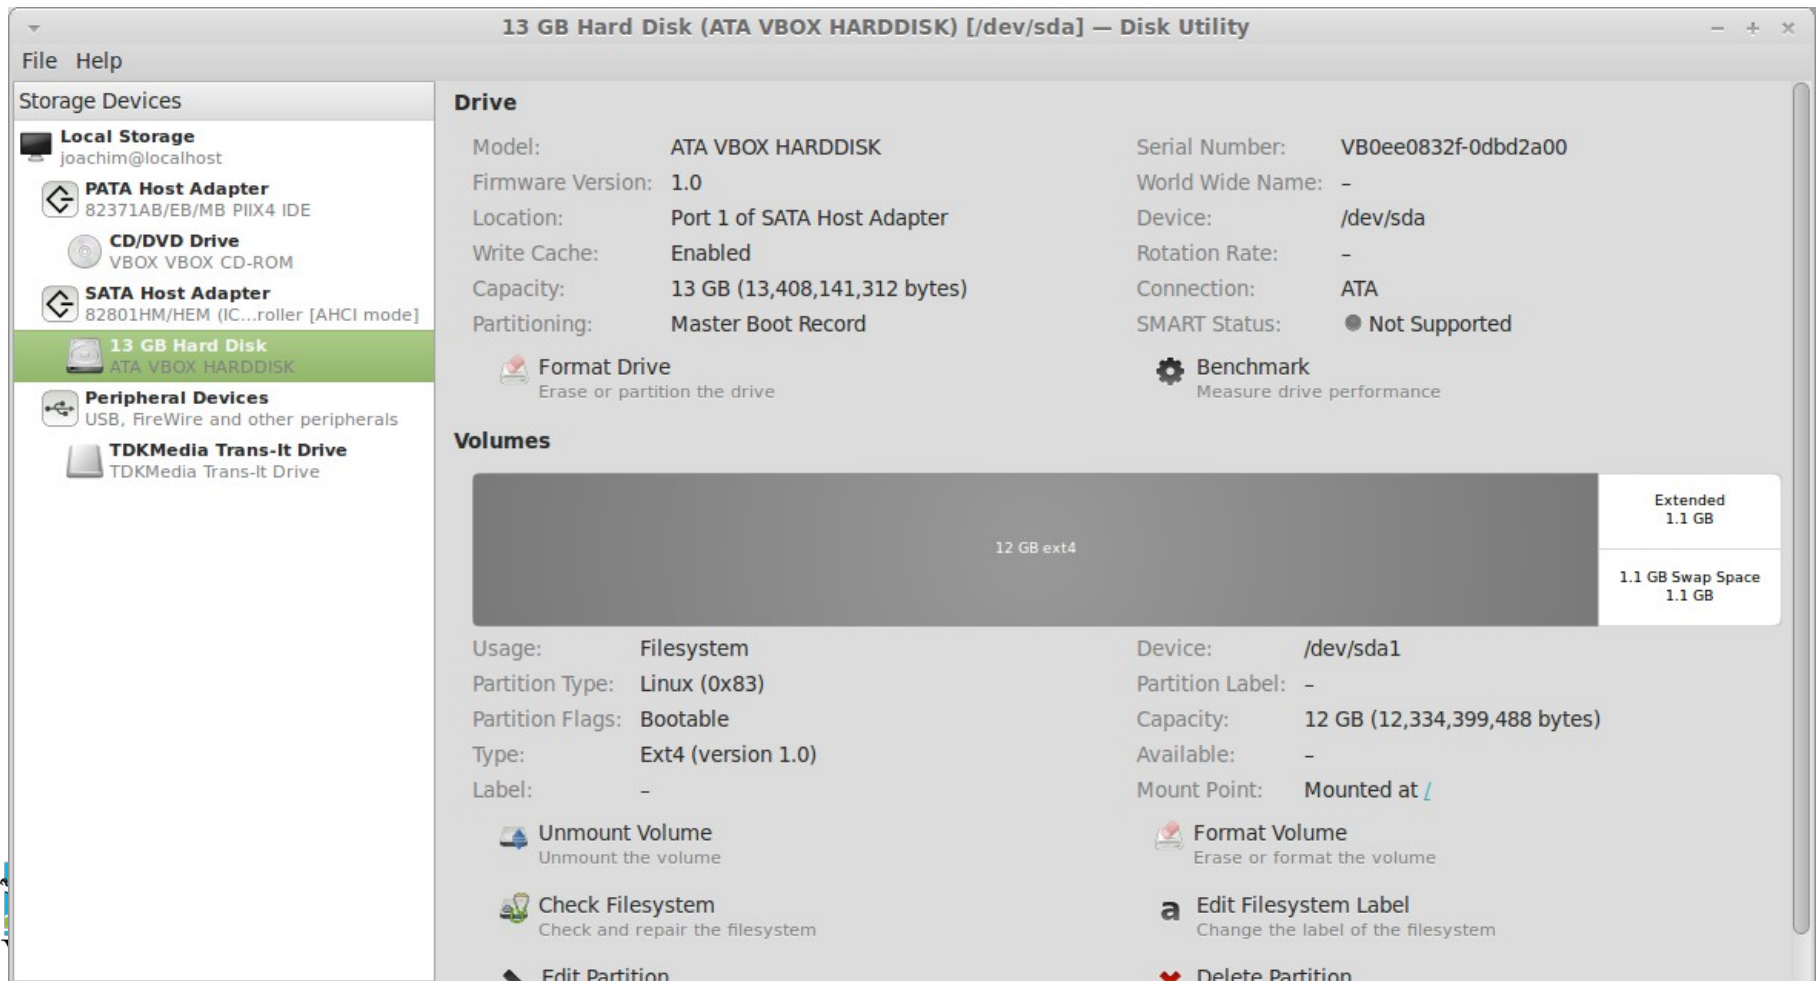 13 GB Hard Disk (ATA VBOX HARDDISK) [/dev/sda] — Disk Utility
File Help
Storage Devices
Local Storage
joachim@localhost
PATA Host Adapter
82371AB/EB/MB PIIX4 IDE
CD/DVD Drive
VBOX VBOX CD-ROM
SATA Host Adapter
82801HM/HEM (IC...roller [AHCI mode]
13 GB Hard Disk
ATA VBOX HARDDISK
Peripheral Devices
USB, FireWire and other peripherals
TDKMedia Trans-It Drive
TDKMedia Trans-It Drive
Drive
Model: ATA VBOX HARDDISK Serial Number: VB0ee0832f-0dbd2a00
Firmware Version: 1.0 World Wide Name: –
Location: Port 1 of SATA Host Adapter Device: /dev/sda
Write Cache: Enabled Rotation Rate: –
Capacity: 13 GB (13,408,141,312 bytes) Connection: ATA
Partitioning: Master Boot Record SMART Status: Not Supported
Format Drive Benchmark
Erase or partition the drive Measure drive performance
Volumes
12 GB ext4
Extended
1.1 GB
1.1 GB Swap Space
1.1 GB
Usage: Filesystem Device: /dev/sda1
Partition Type: Linux (0x83) Partition Label: –
Partition Flags: Bootable Capacity: 12 GB (12,334,399,488 bytes)
Type: Ext4 (version 1.0) Available: –
Label: – Mount Point: Mounted at /
Unmount Volume Format Volume
Unmount the volume Erase or format the volume
Check Filesystem Edit Filesystem Label
Check and repair the filesystem Change the label of the filesystem
Edit Partition Delete Partition